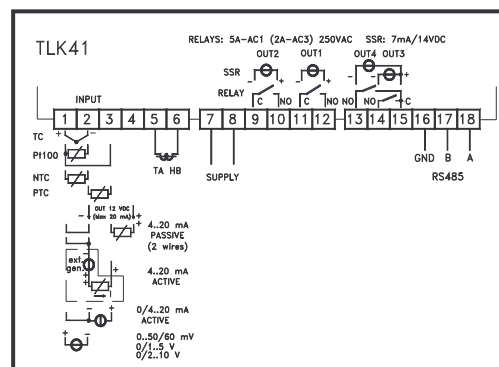 TLK41
RELAYS: 5A-AC1 (2A-AC3) 250VAC SSR: 7mA/14VDC
OUT2 OUT1 OUT4 OUT3
SSR - + - + - - +
RELAY
C NO C NO NO NO C
INPUT
1 2 3 4 5 6 7 8 9 10 11 12 13 14 15 16 17 18
TC + -
Pt100
TA HB
SUPPLY
GND B A
RS485
NTC
PTC
OUT 12 VDC
(Max 20 mA)
- +
+
4..20 mA
PASSIVE
(2 wires)
ext.
gen.
-
+
+
4..20 mA
ACTIVE
- +
0/4..20 mA
ACTIVE
+ -
0..50/60 mV
0/1..5 V
0/2..10 V